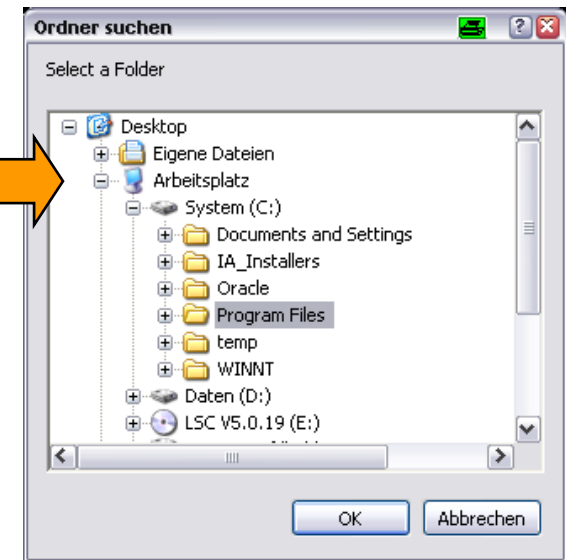 Ordner suchen
Select a Folder
Desktop
Eigene Dateien
Arbeitsplatz
System (C:)
Documents and Settings
IA_Installers
Oracle
Program Files
temp
WINNT
Daten (D:)
LSC V5.0.19 (E:)
OK Abbrechen